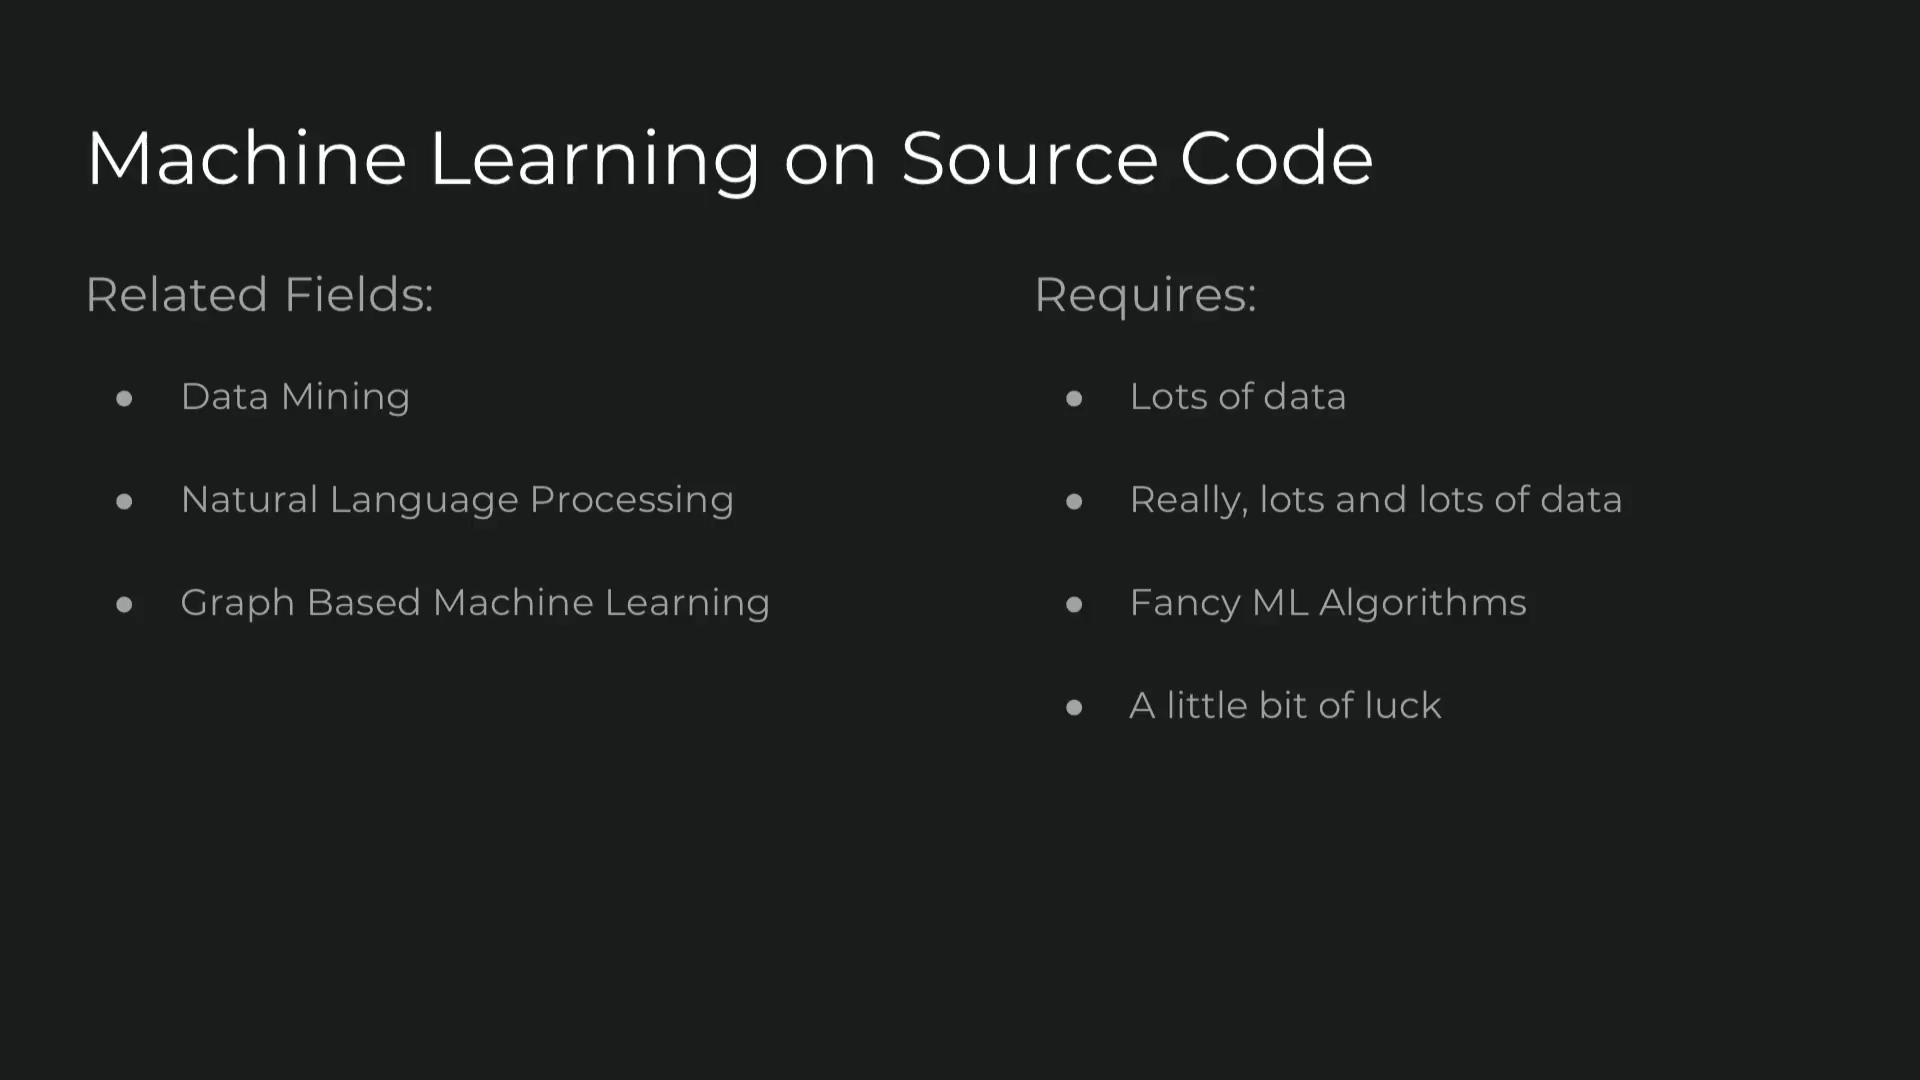 Machine Learning on Source Code
Related Fields:
● Data Mining
● Natural Language Processing
● Graph Based Machine Learning
Requires:
● Lots of data
● Really, lots and lots of data
● Fancy ML Algorithms
● A little bit of luck